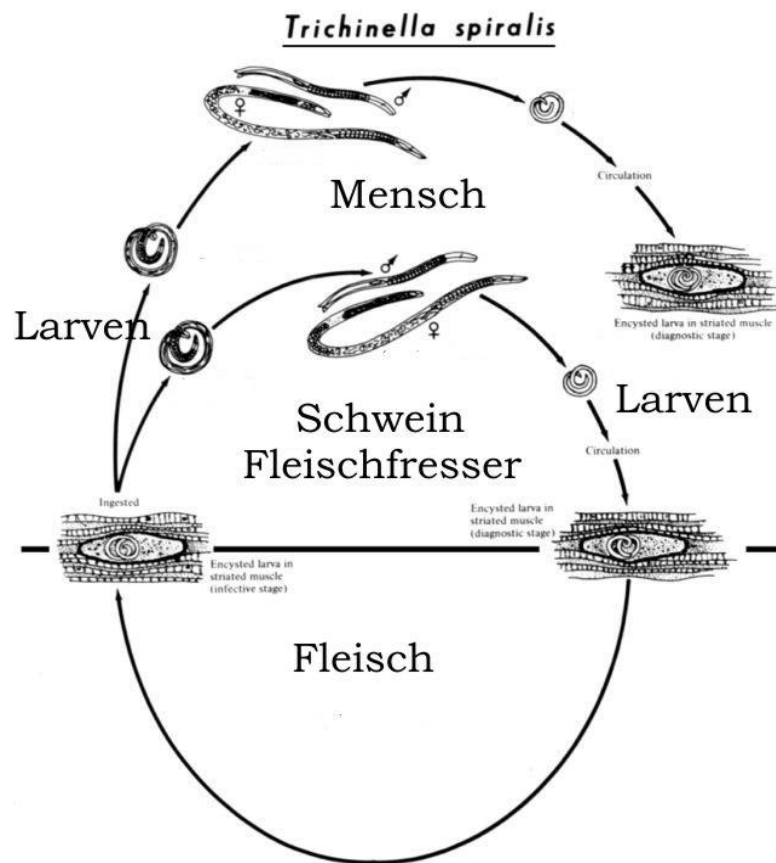 Trichinella spiralis
♀
♂
Mensch
Circulation
Encysted larva in striated muscle
(diagnostic stage)
Larven
♂
♀
Larven
Schwein
Fleischfresser
Circulation
Ingested
Encysted larva in
striated muscle
(diagnostic stage)
Encysted larva in
striated muscle
(infective stage)
Fleisch